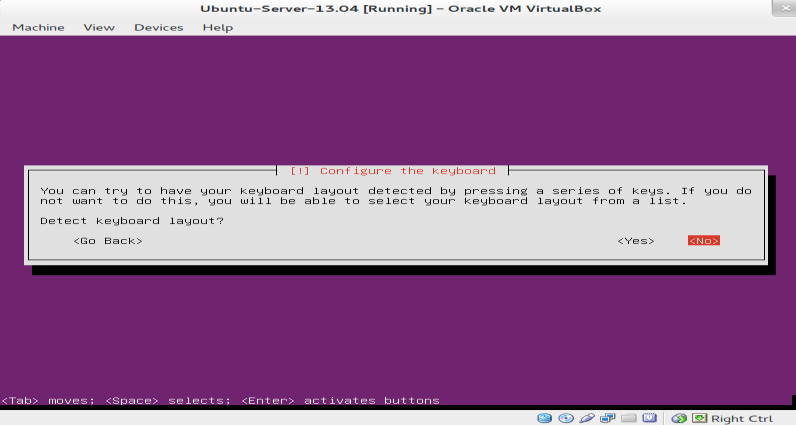 Ubuntu-Server-13.04 [Running] - Oracle VM VirtualBox
Machine View Devices Help
[!] Configure the keyboard
You can try to have your keyboard layout detected by pressing a series of keys. If you do
not want to do this, you will be able to select your keyboard layout from a list.
Detect keyboard layout?
<Go Back> <Yes> <No>
<Tab> moves; <Space> selects; <Enter> activates buttons
Right Ctrl